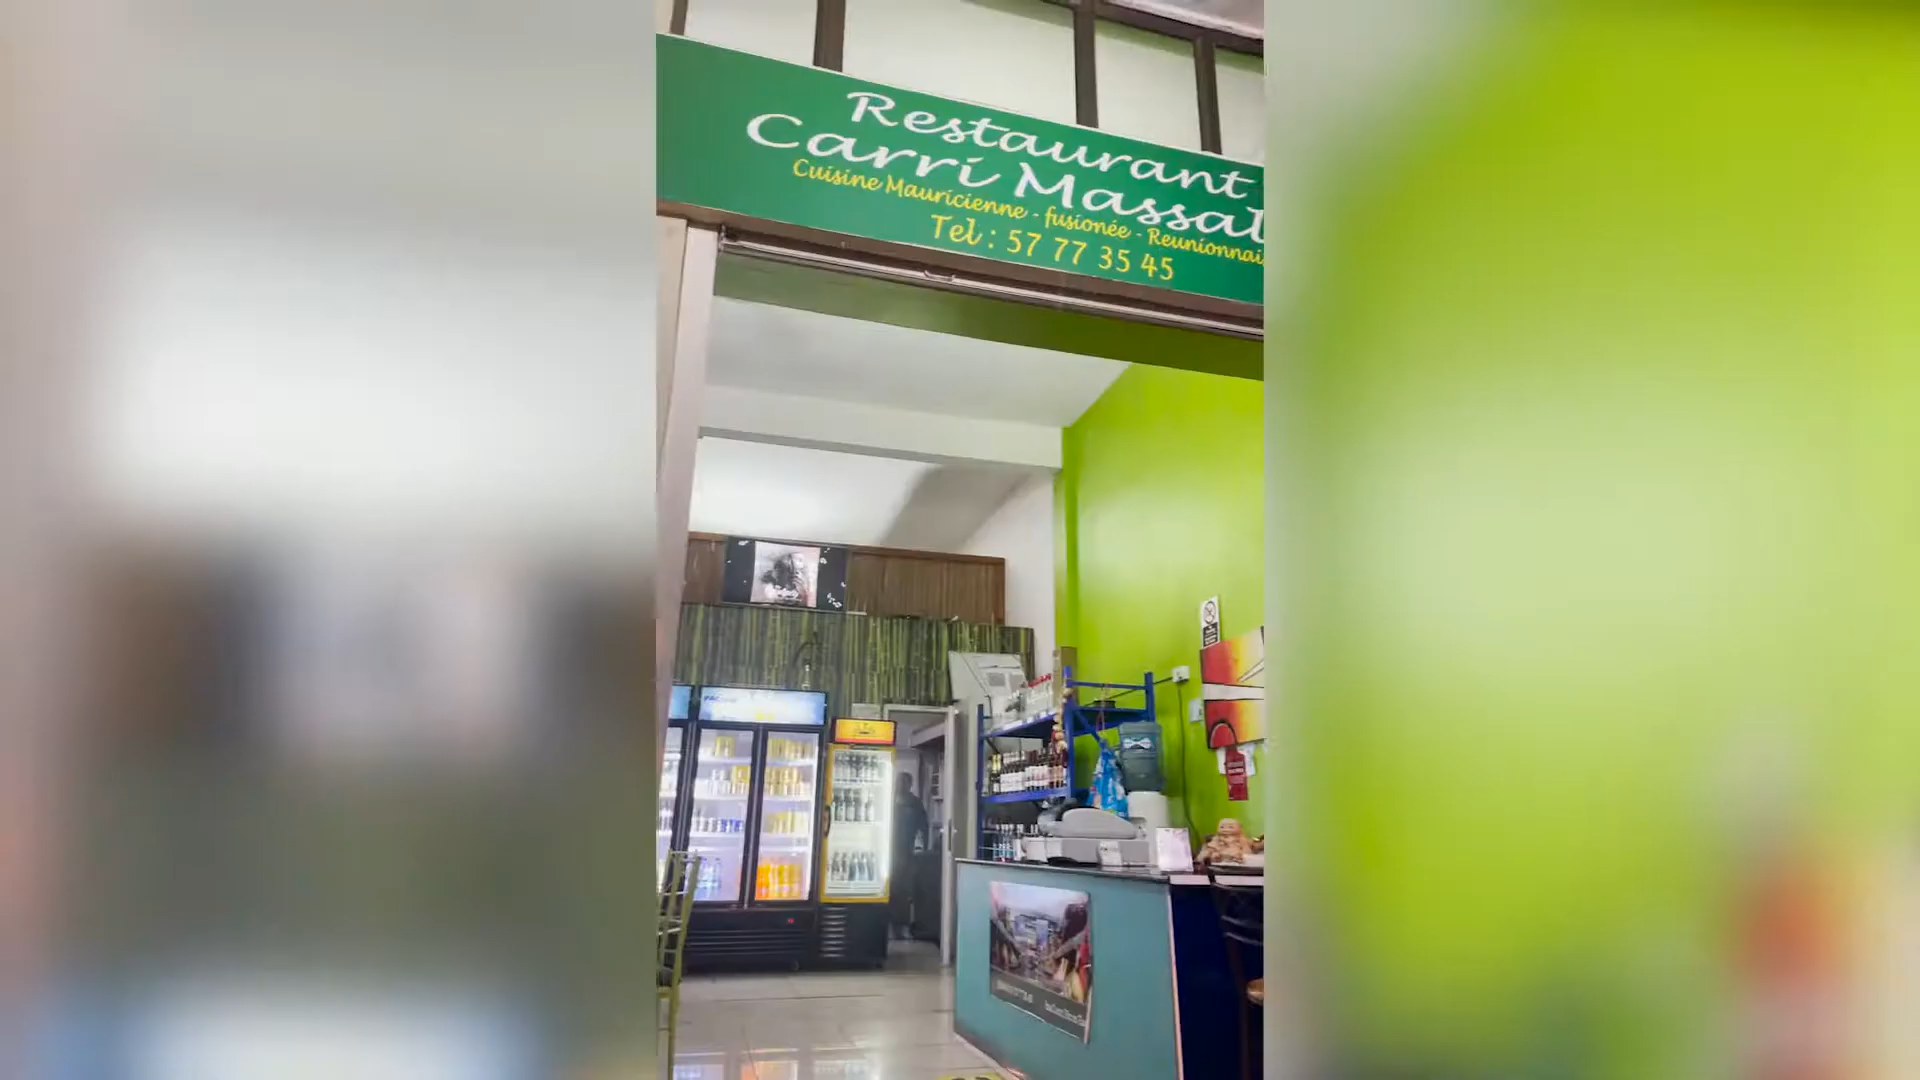 Restaurant
Carri Massal
Cuisine Mauricienne - fusionée - Reunionnai
Tel : 57 77 35 45